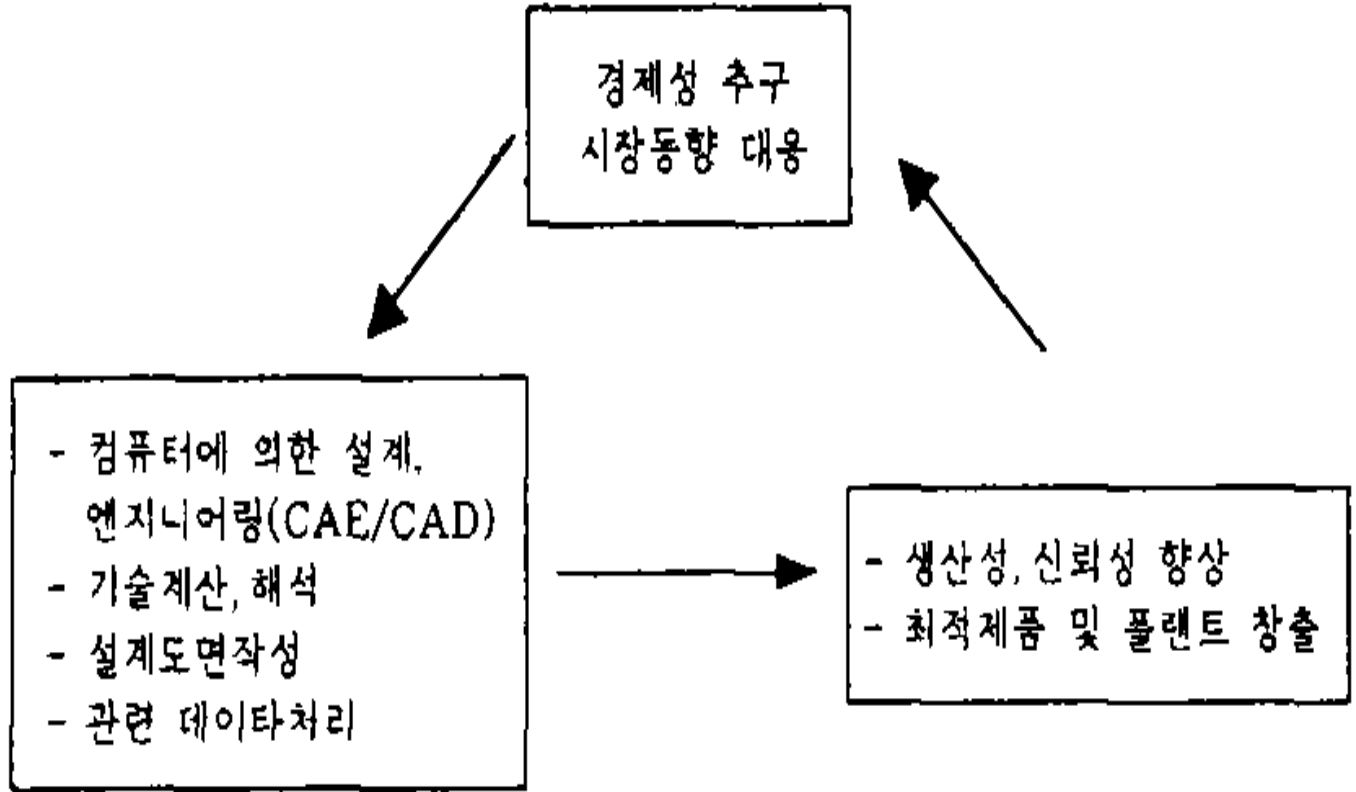 경제성 추구
시장동향 대응
- 컴퓨터에 의한 설계,
엔지니어링(CAE/CAD)
- 기술계산, 해석
- 설계도면작성
- 관련 데이타처리
- 생산성, 신뢰성 향상
- 최적제품 및 플랜트 창출